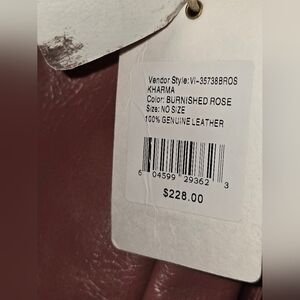 Vendor Style: VI-35738BROS
KHARMA
Color: BURNISHED ROSE
Size: NO SIZE
100% GENUINE LEATHER
6 04599 29362 3
$228.00